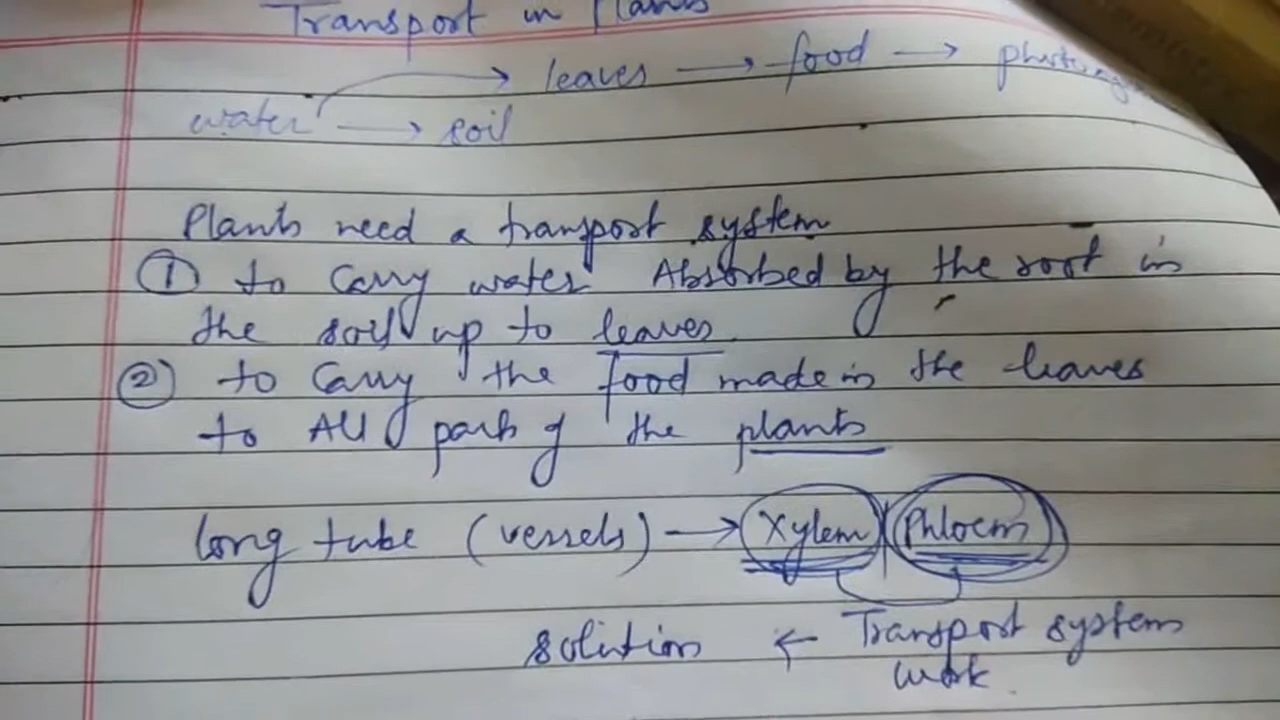 Transport in Plants
leaves → food →
water → soil
Plants need a transport system
① to carry water Absorbed by the root in
the soil up to leaves.
② to carry the food made in the leaves
to All parts of the plants
long tube (vessels) → Xylem Phloem
solution ← Transport system
work.